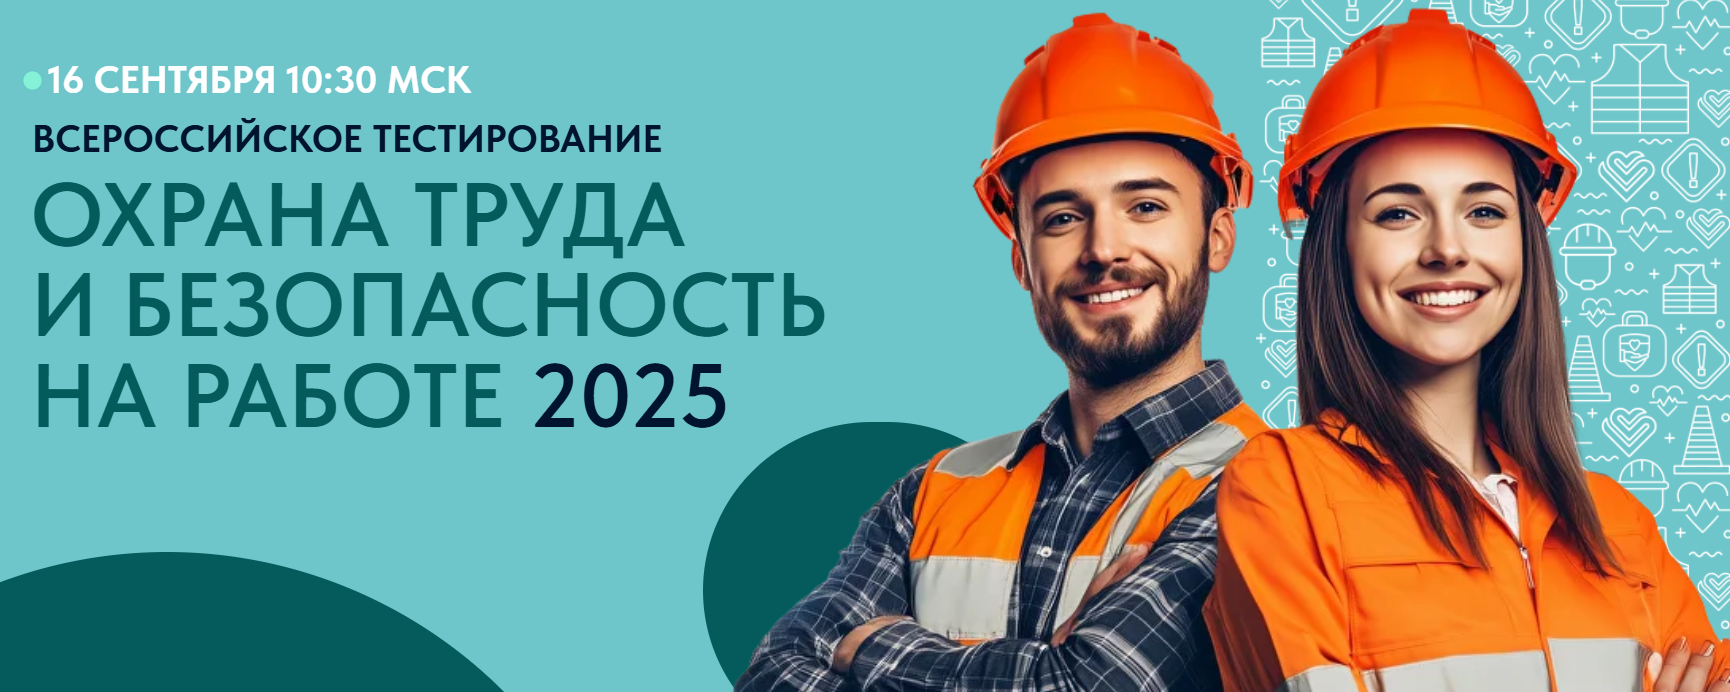 16 СЕНТЯБРЯ 10:30 МСК
ВСЕРОССИЙСКОЕ ТЕСТИРОВАНИЕ
ОХРАНА ТРУДА
И БЕЗОПАСНОСТЬ
НА РАБОТЕ 2025